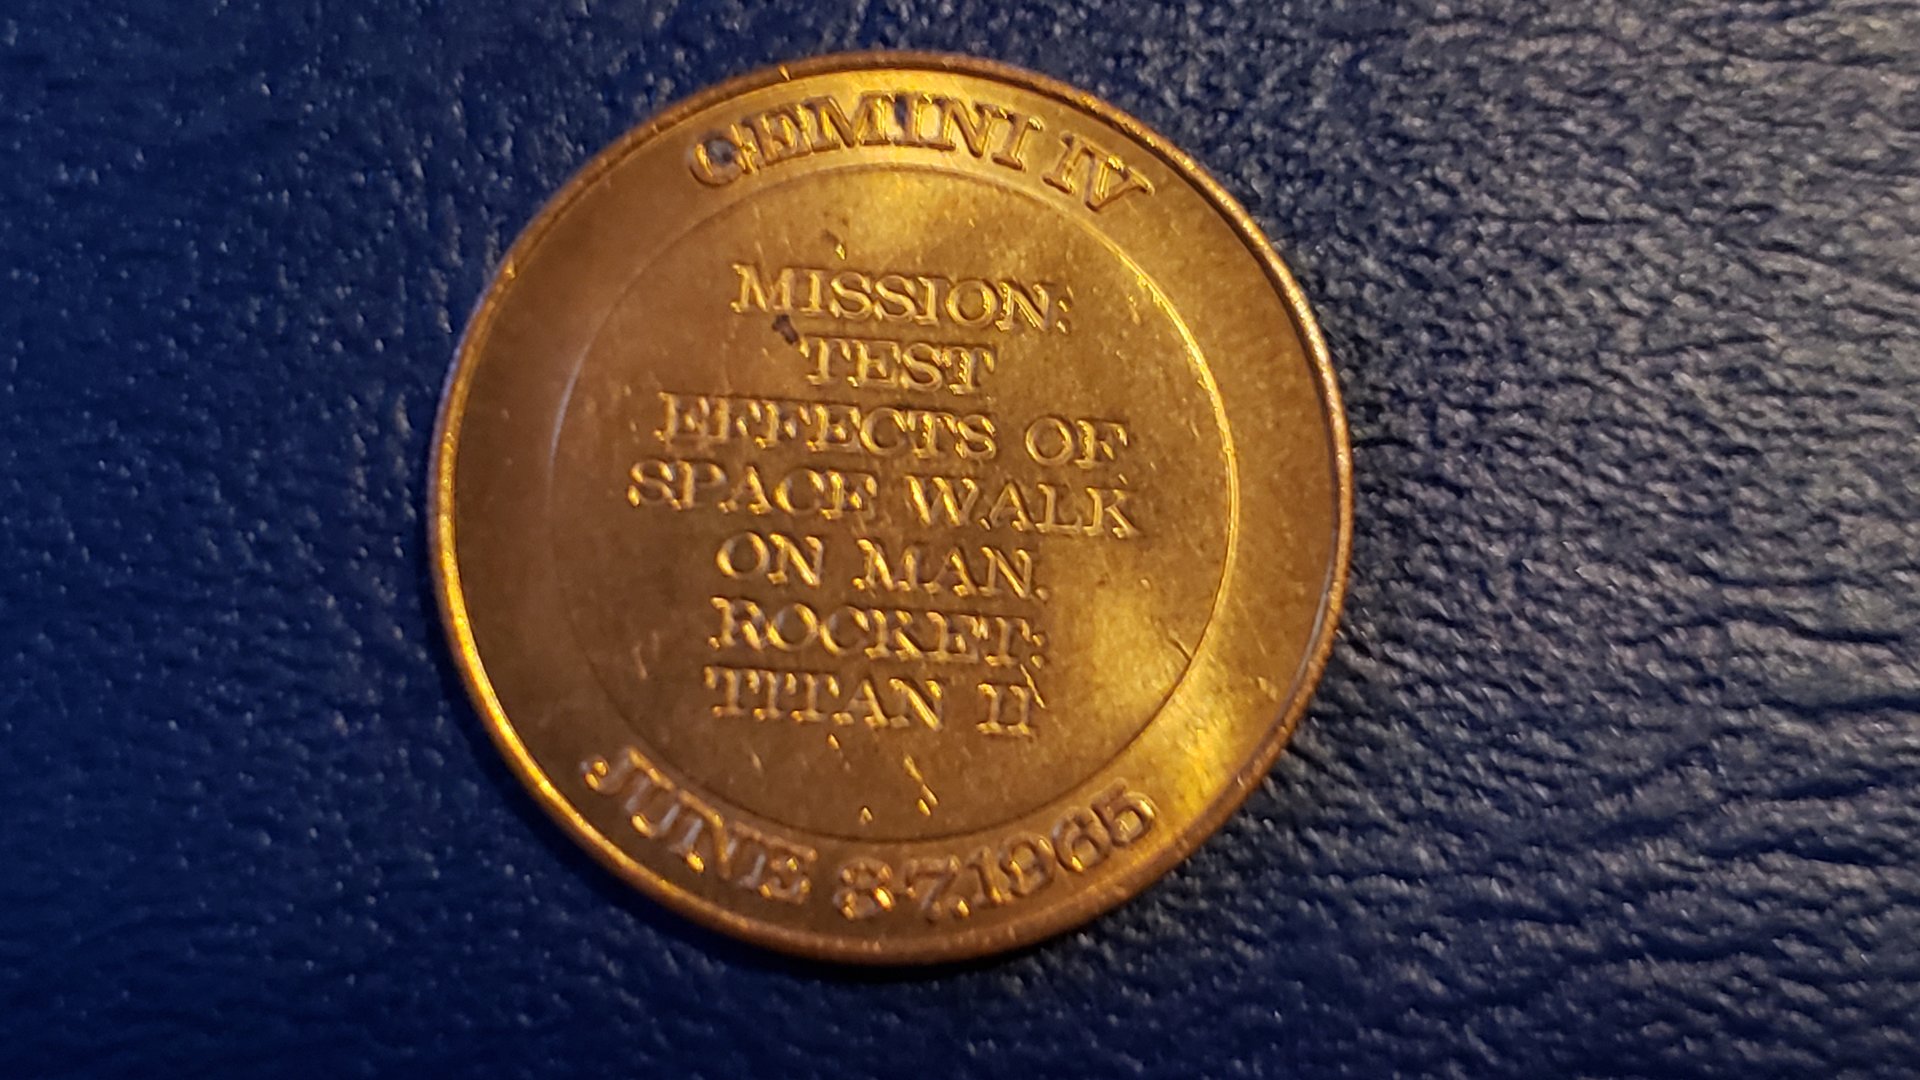 GEMINI IV
MISSION:
TEST
EFFECTS OF
SPACE WALK
ON MAN.
ROCKET:
TITAN II
JUNE 3-7, 1965